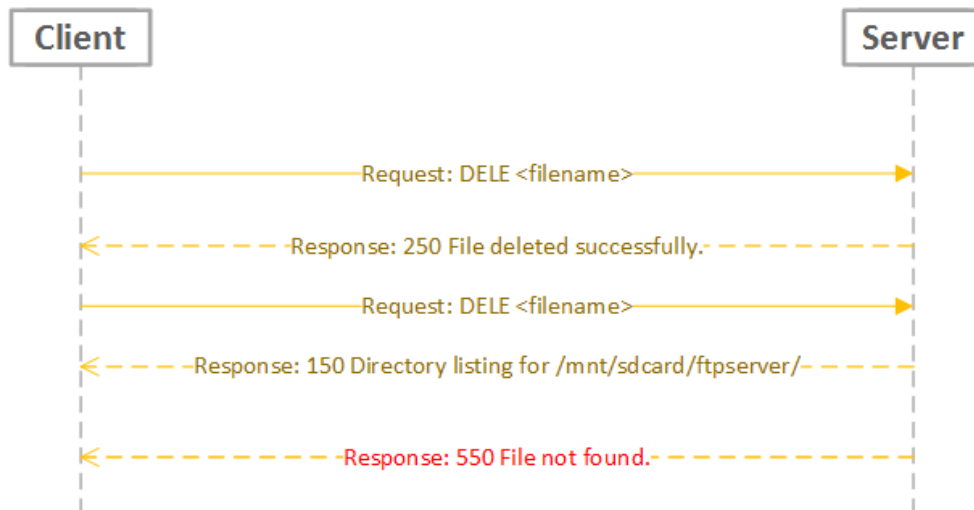 Client
Server
Request: DELE <filename>
Response: 250 File deleted successfully.
Request: DELE <filename>
Response: 150 Directory listing for /mnt/sdcard/ftpserver/
Response: 550 File not found.